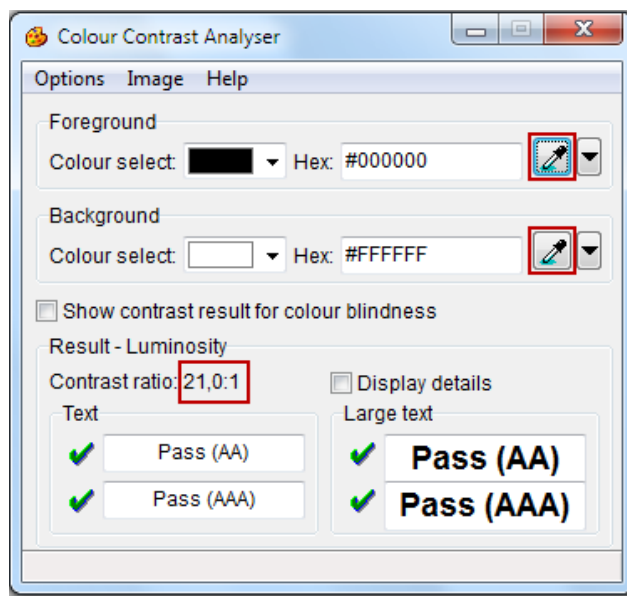 Colour Contrast Analyser
Options Image Help
Foreground
Colour select: Hex: #000000
Background
Colour select: Hex: #FFFFFF
Show contrast result for colour blindness
Result - Luminosity
Contrast ratio: 21,0:1 Display details
Text Large text
Pass (AA) Pass (AA)
Pass (AAA) Pass (AAA)